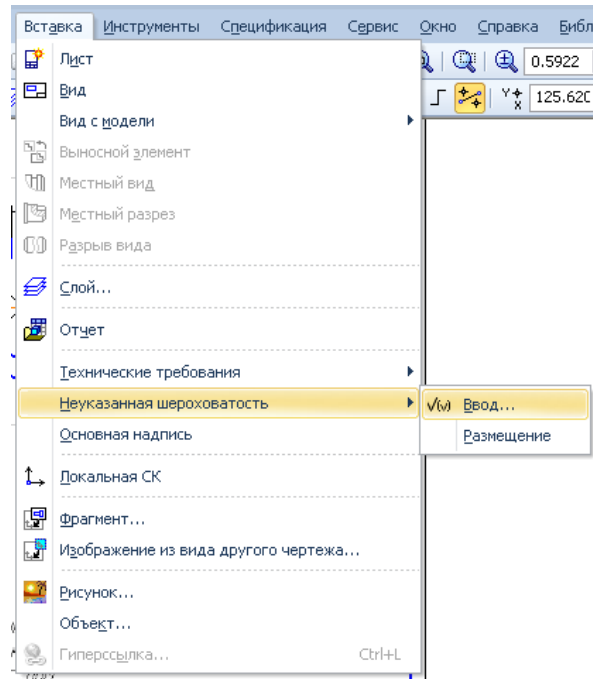 Вставка Инструменты Спецификация Сервис Окно Справка Библ
Лист
0.5922
Вид
125.620
Вид с модели
Выносной элемент
Местный вид
Местный разрез
Разрыв вида
Слой...
Отчет
Технические требования
Неуказанная шероховатость
√(√) Ввод...
Основная надпись
Размещение
Локальная СК
Фрагмент...
Изображение из вида другого чертежа...
Рисунок...
Объект...
Гиперссылка... Ctrl+L